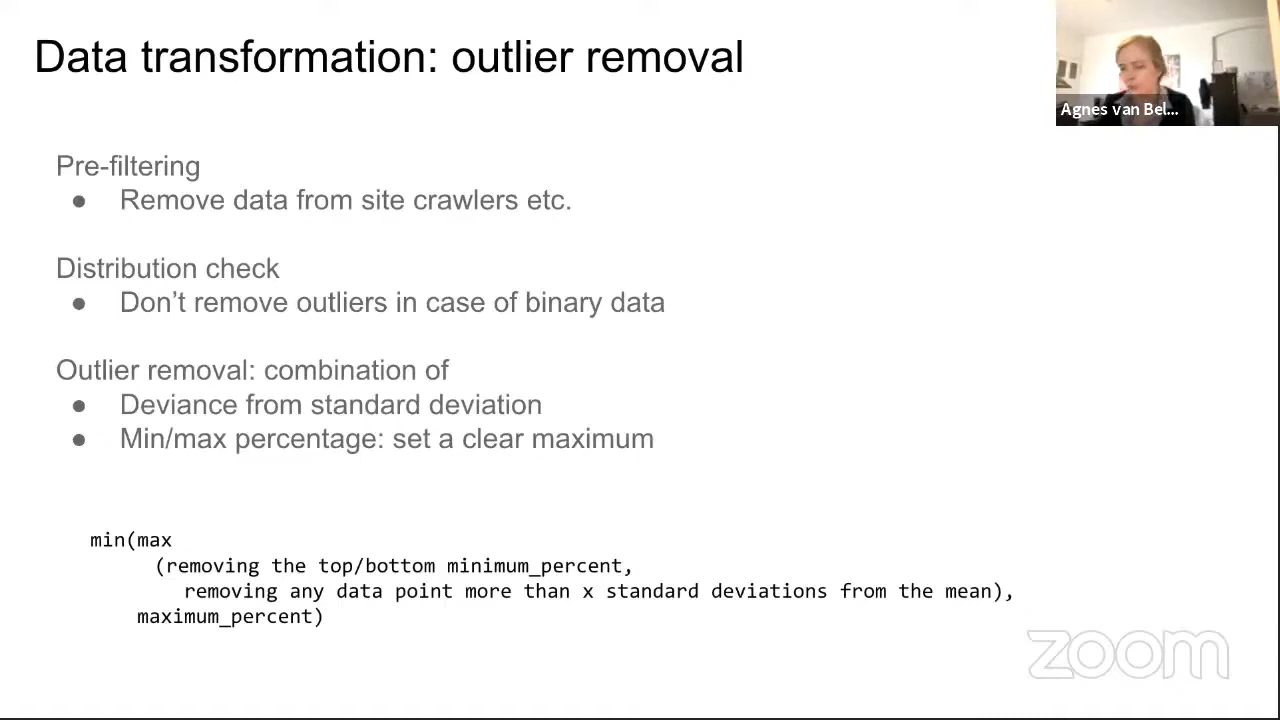 Data transformation: outlier removal
Agnes van Bel...
Pre-filtering
● Remove data from site crawlers etc.
Distribution check
● Don't remove outliers in case of binary data
Outlier removal: combination of
● Deviance from standard deviation
● Min/max percentage: set a clear maximum
min(max
(removing the top/bottom minimum_percent,
removing any data point more than x standard deviations from the mean),
maximum_percent)
zoom